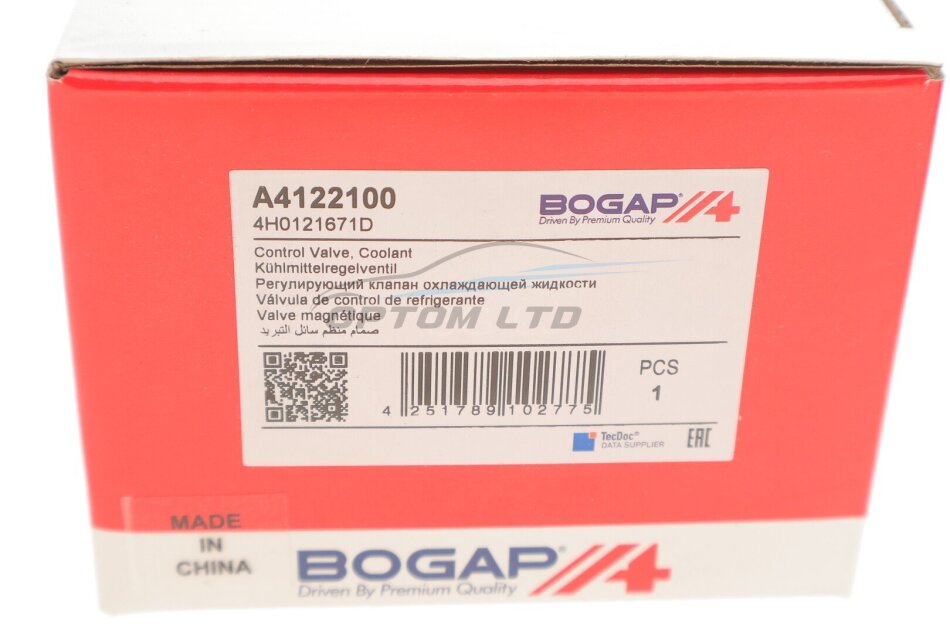 A4122100
4H0121671D
BOGAP®
Driven By Premium Quality
Control Valve, Coolant
Kühlmittelregelventil
Регулирующий клапан охлаждающей жидкости
Válvula de control de refrigerante
Valve magnétique
صمام منظم سائل التبريد
OPTOM LTD
4 251789 102775
PCS
1
TecDoc®
DATA SUPPLIER
EAC
MADE
IN
CHINA
BOGAP®
Driven By Premium Quality